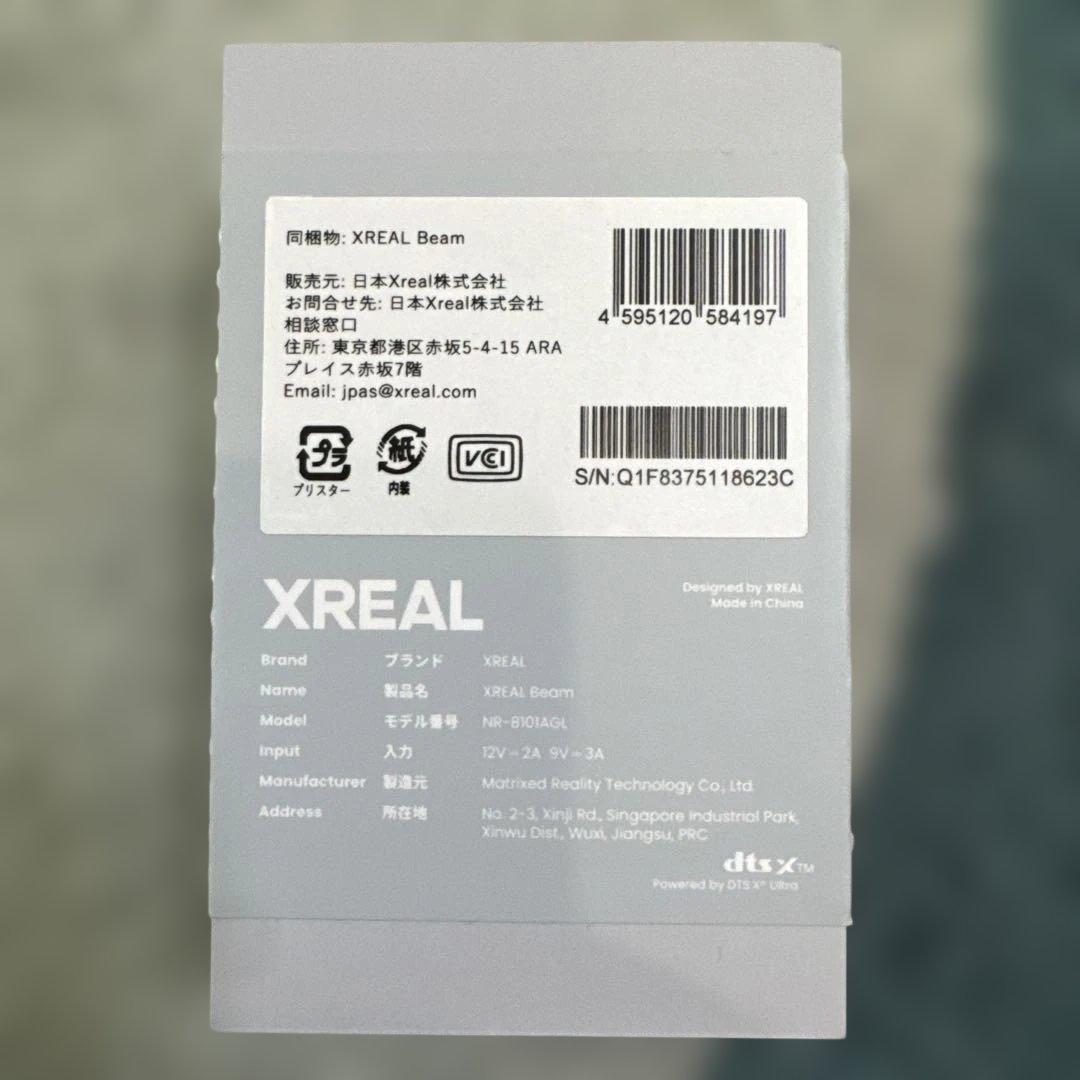 同梱物: XREAL Beam
販売元: 日本Xreal株式会社
お問合せ先: 日本Xreal株式会社
相談窓口
住所: 東京都港区赤坂5-4-15 ARA
プレイス赤坂7階
Email: jpas@xreal.com
4 595120 584197
プラ
ブリスター
紙
内装
VCCI
S/N:Q1F8375118623C
XREAL
Designed by XREAL
Made in China
Brand ブランド XREAL
Name 製品名 XREAL Beam
Model モデル番号 NR-8101AGL
Input 入力 12V⎓2A 9V⎓3A
Manufacturer 製造元 Matrixed Reality Technology Co., Ltd.
Address 所在地 No. 2-3, Xinji Rd., Singapore Industrial Park,
Xinwu Dist., Wuxi, Jiangsu, PRC
dts X™
Powered by DTS X® Ultra